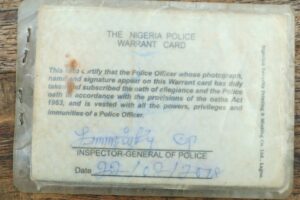 THE NIGERIA POLICE
WARRANT CARD
This is to certify that the Police Officer whose photograph,
name and signature appear on this Warrant card has duly
taken and subscribed the oath of allegiance and the Police
oath in accordance with the provisions of the oaths Act
1963, and is vested with all the powers, privileges and
immunities of a Police Officer.
INSPECTOR-GENERAL OF POLICE
Date